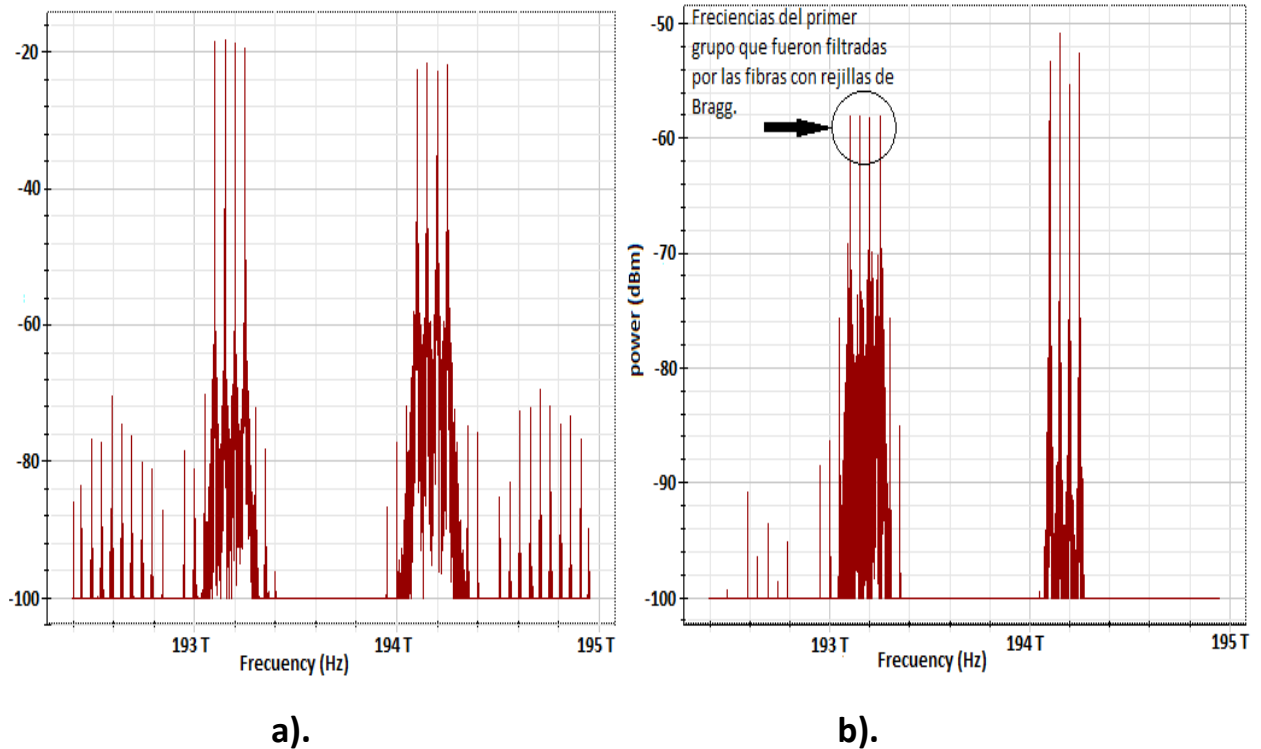 -20
-40
-60
-80
-100
193 T
194 T
195 T
Frecuency (Hz)
a).
Freciencias del primer
grupo que fueron filtradas
por las fibras con rejillas de
Bragg.
power (dBm)
-50
-60
-70
-80
-90
-100
193 T
194 T
195 T
Frecuency (Hz)
b).